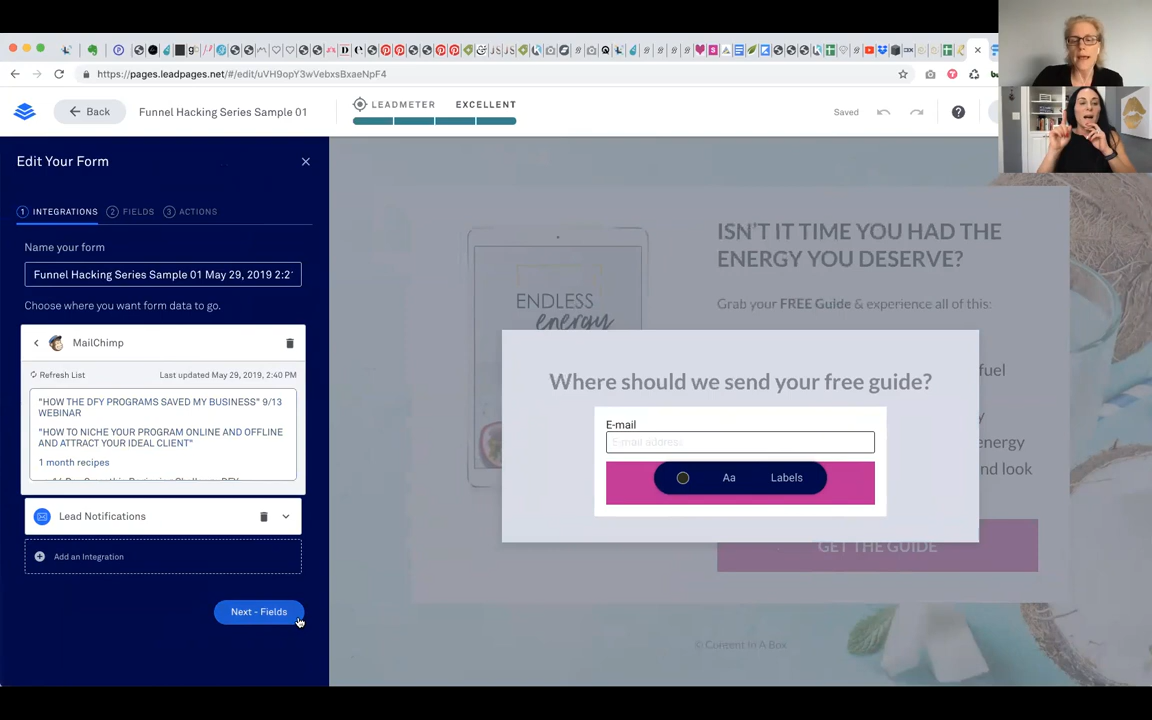 https://pages.leadpages.net/#/edit/uVH9opY3wVebxsBxaeNpF4
Back
Funnel Hacking Series Sample 01
LEADMETER EXCELLENT
Saved
Edit Your Form
1 INTEGRATIONS 2 FIELDS 3 ACTIONS
Name your form
Funnel Hacking Series Sample 01 May 29, 2019 2:2
Choose where you want form data to go.
MailChimp
Refresh List Last updated May 29, 2019, 2:40 PM
"HOW THE DFY PROGRAMS SAVED MY BUSINESS" 9/13
WEBINAR
"HOW TO NICHE YOUR PROGRAM ONLINE AND OFFLINE
AND ATTRACT YOUR IDEAL CLIENT"
1 month recipes
Lead Notifications
Add an Integration
Next - Fields
ENDLESS
energy
ISN'T IT TIME YOU HAD THE
ENERGY YOU DESERVE?
Grab your FREE Guide & experience all of this:
fuel
energy
nd look
Where should we send your free guide?
E-mail
E-mail address
Aa Labels
GET THE GUIDE
© Content In A Box